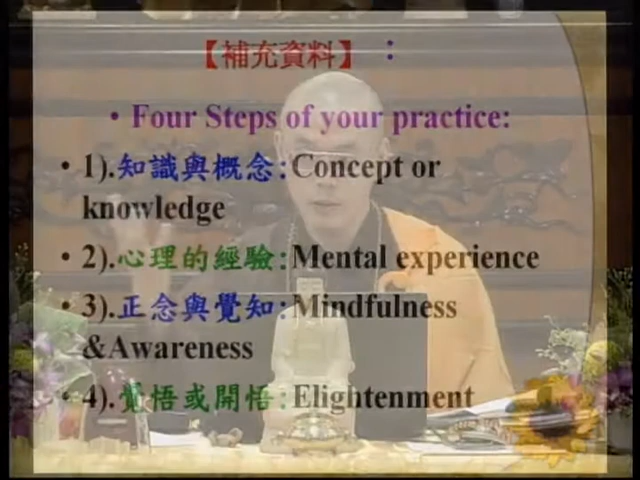 【補充資料】：
• Four Steps of your practice:
• 1).知識與概念:Concept or
knowledge
• 2).心理的經驗:Mental experience
• 3).正念與覺知:Mindfulness
&Awareness
• 4).覺悟或開悟:Elightenment